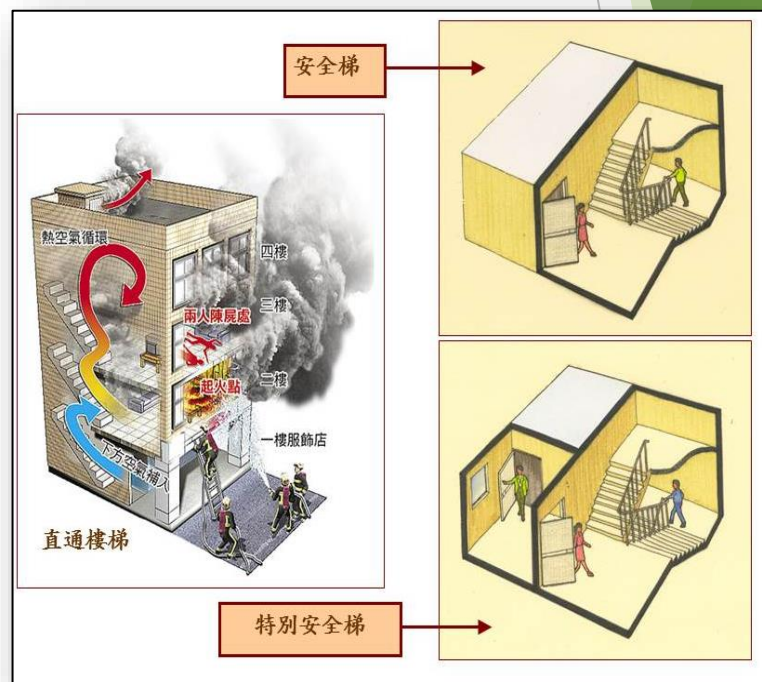 安全梯
熱空氣循環
四樓
三樓
兩人陳屍處
二樓
起火點
一樓服飾店
下方空氣補入
直通樓梯
特別安全梯